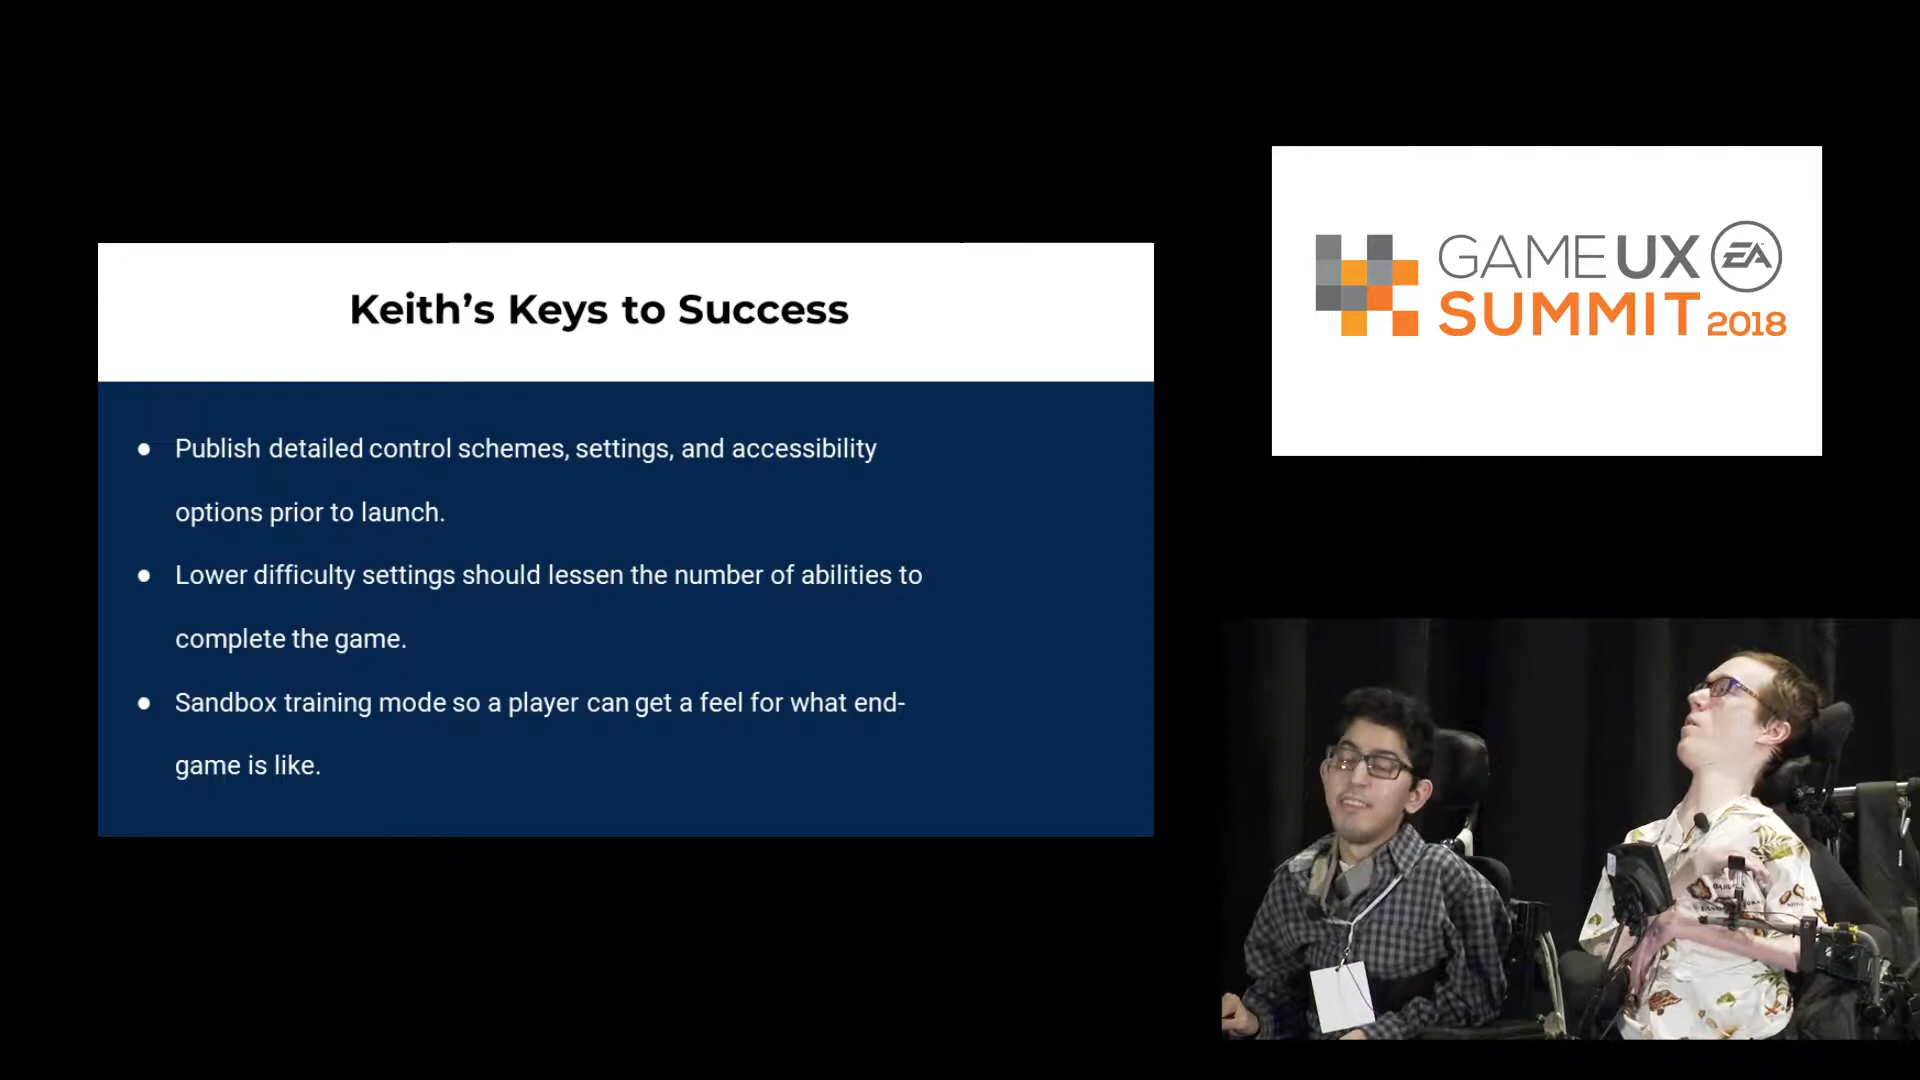 Keith’s Keys to Success
● Publish detailed control schemes, settings, and accessibility
options prior to launch.
● Lower difficulty settings should lessen the number of abilities to
complete the game.
● Sandbox training mode so a player can get a feel for what end-
game is like.
GAMEUX EA
SUMMIT 2018